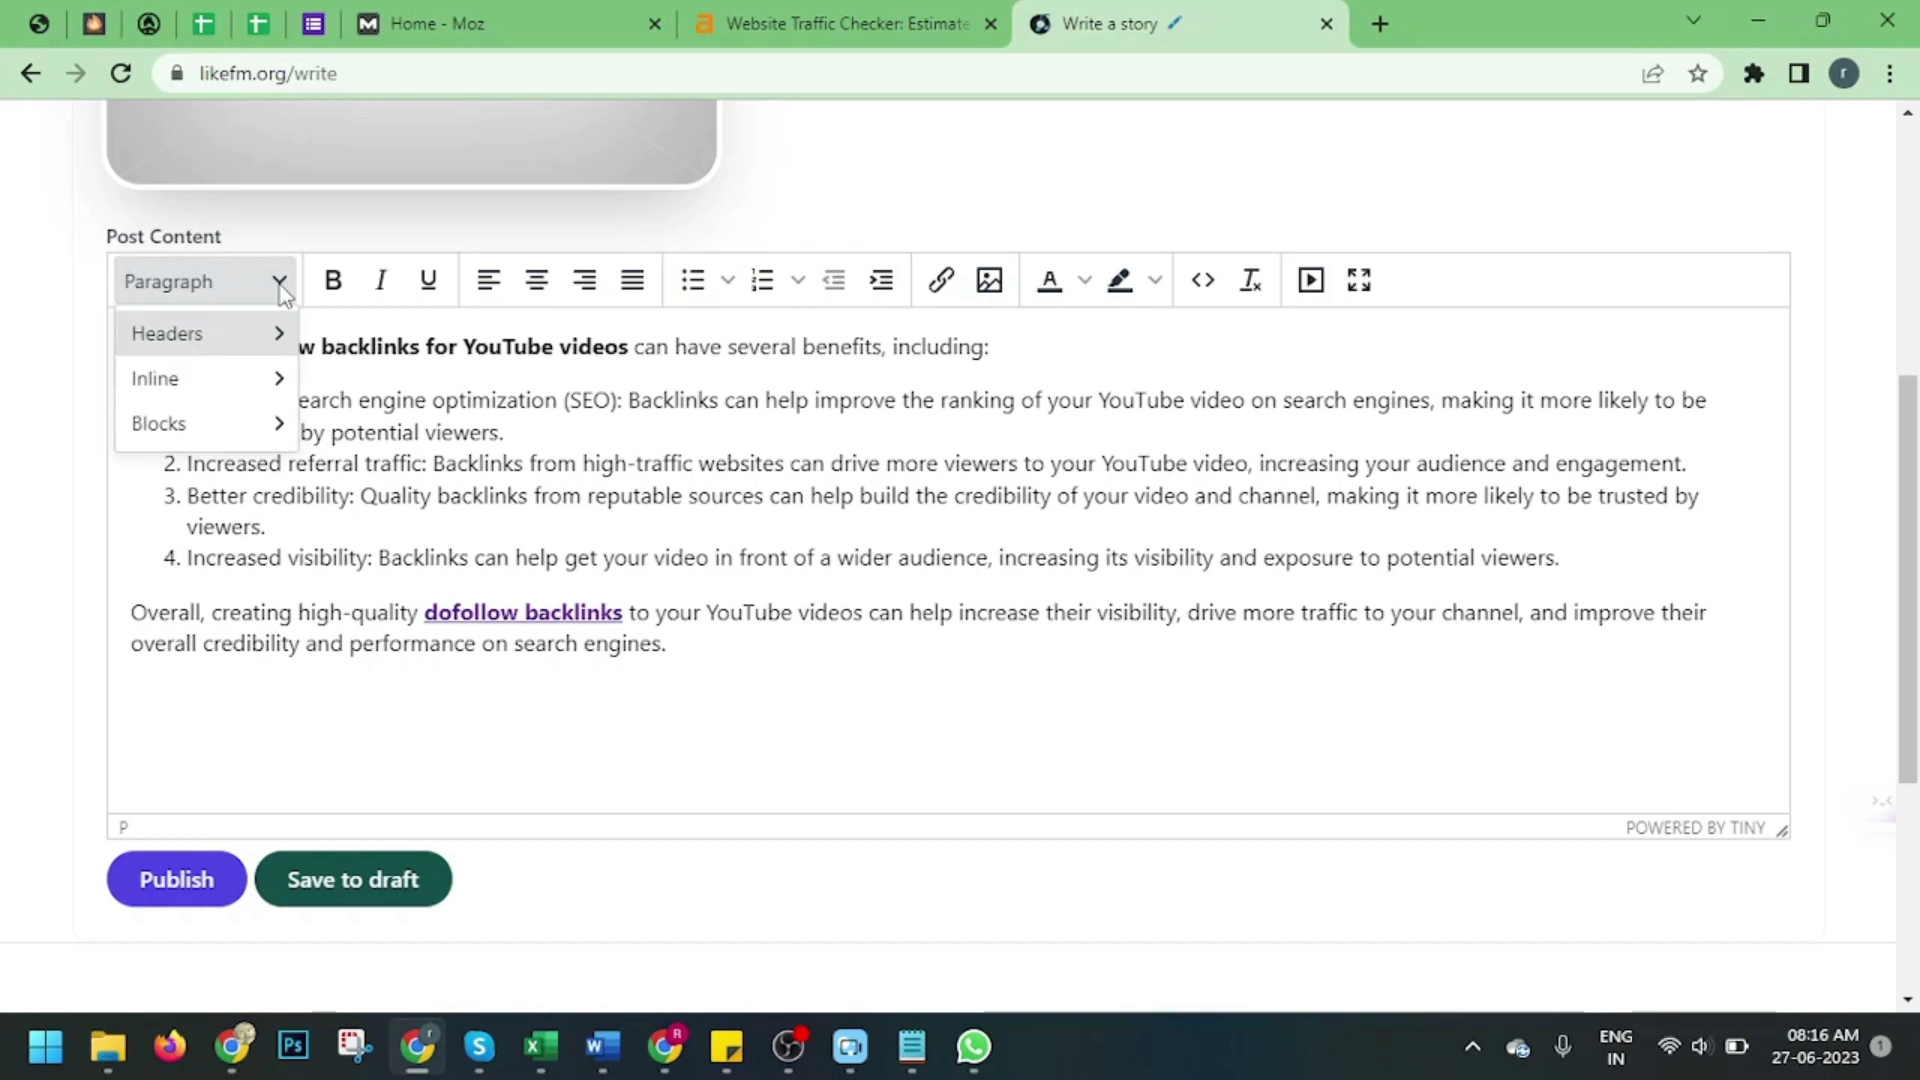 Home - Moz
Website Traffic Checker: Estimate
Write a story
likefm.org/write
r
Post Content
Paragraph
B I U
A
Headers
Inline
Blocks
w backlinks for YouTube videos can have several benefits, including:
earch engine optimization (SEO): Backlinks can help improve the ranking of your YouTube video on search engines, making it more likely to be
by potential viewers.
2. Increased referral traffic: Backlinks from high-traffic websites can drive more viewers to your YouTube video, increasing your audience and engagement.
3. Better credibility: Quality backlinks from reputable sources can help build the credibility of your video and channel, making it more likely to be trusted by
viewers.
4. Increased visibility: Backlinks can help get your video in front of a wider audience, increasing its visibility and exposure to potential viewers.
Overall, creating high-quality dofollow backlinks to your YouTube videos can help increase their visibility, drive more traffic to your channel, and improve their
overall credibility and performance on search engines.
P
POWERED BY TINY
Publish
Save to draft
Ps
ENG
IN
08:16 AM
27-06-2023
1